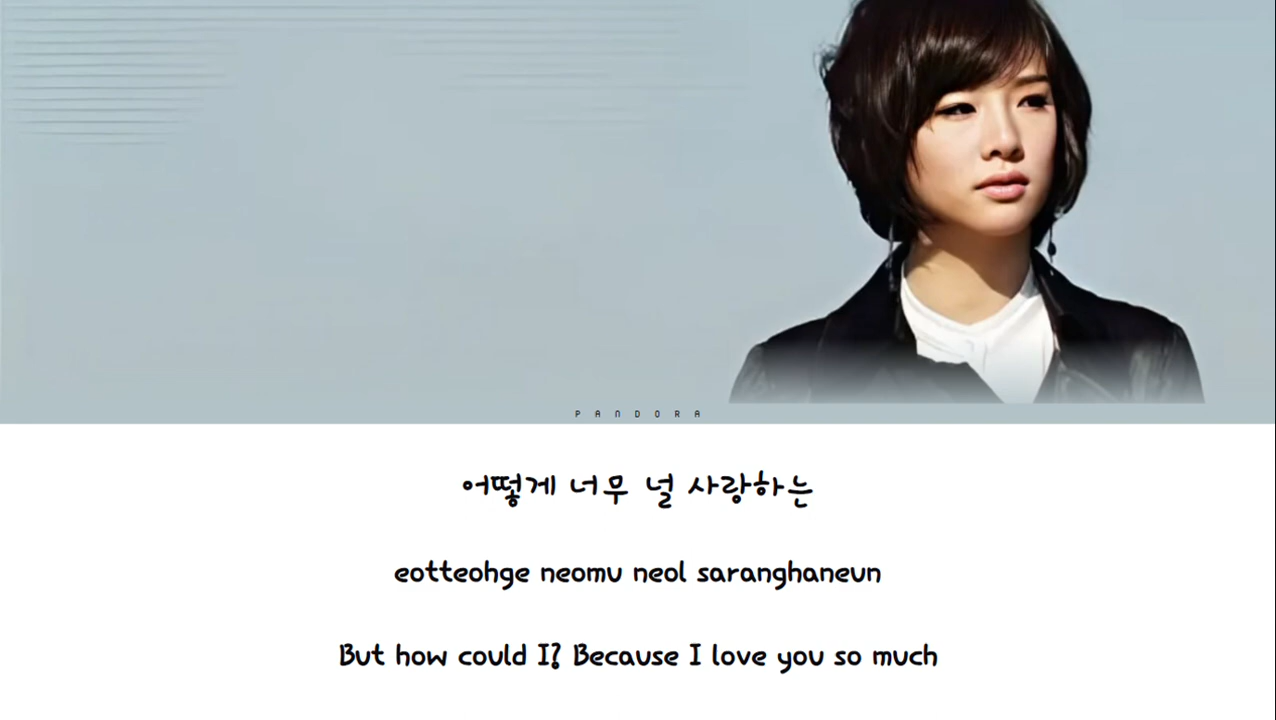 P A N D O R A
어떻게 너무 널 사랑하는
eotteohge neomu neol saranghaneun
But how could I? Because I love you so much